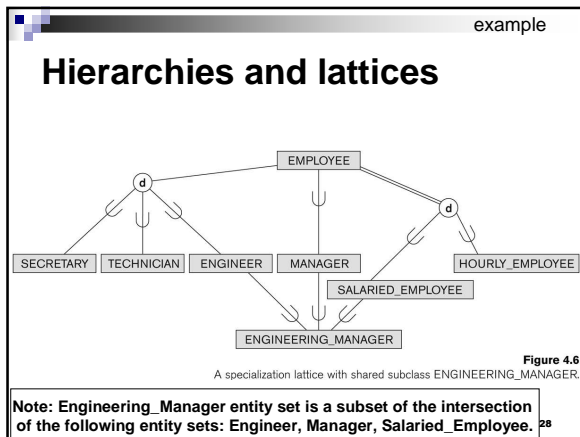 example
Hierarchies and lattices
EMPLOYEE
d
d
SECRETARY TECHNICIAN ENGINEER MANAGER HOURLY_EMPLOYEE
SALARIED_EMPLOYEE
ENGINEERING_MANAGER
Figure 4.6
A specialization lattice with shared subclass ENGINEERING_MANAGER.
Note: Engineering_Manager entity set is a subset of the intersection
of the following entity sets: Engineer, Manager, Salaried_Employee. 28